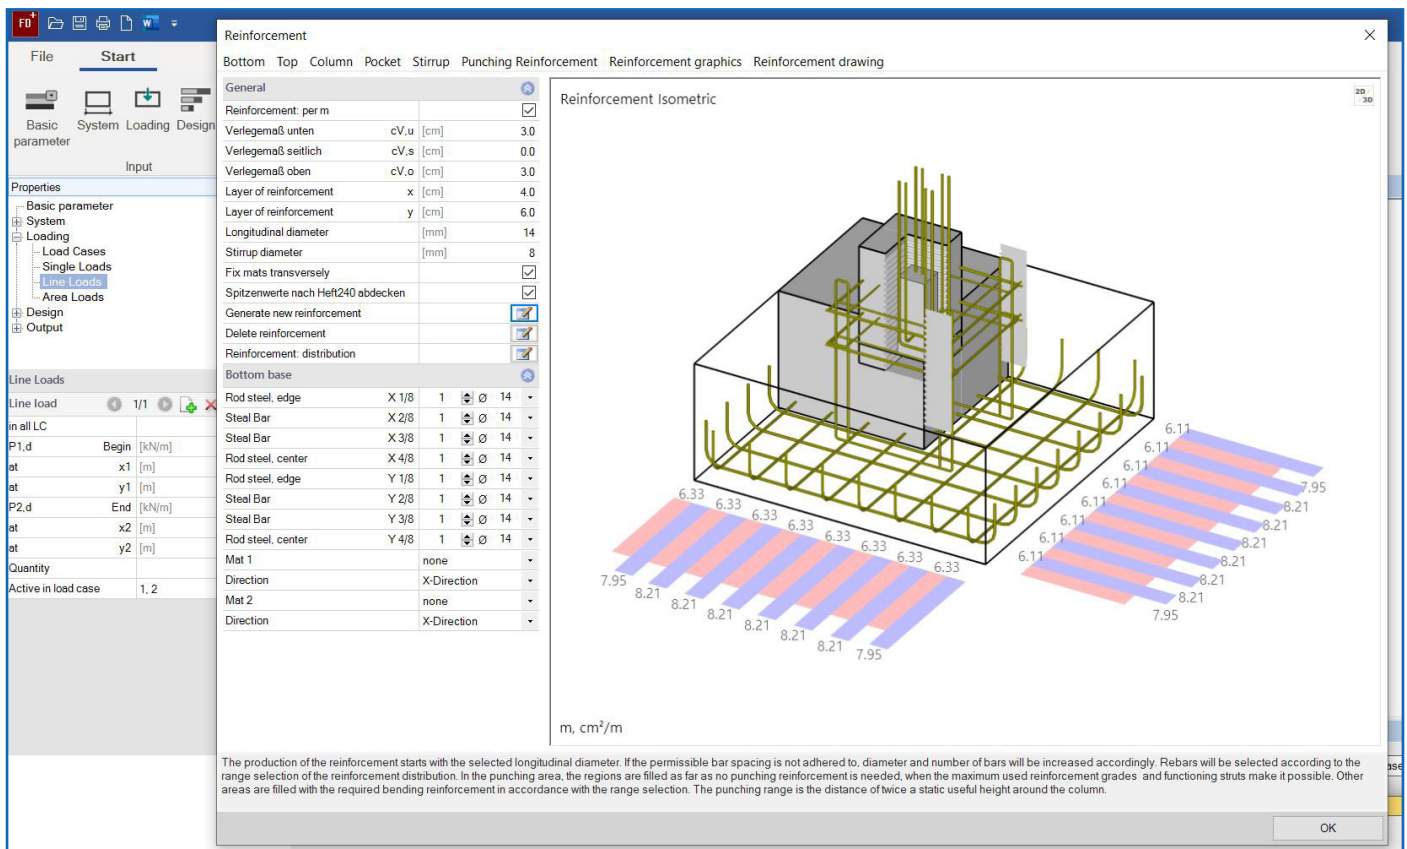 FD+
W
File Start
Basic parameter System Loading Design
Input
Properties
Basic parameter
System
Loading
Load Cases
Single Loads
Line Loads
Area Loads
Design
Output
Line Loads
Line load 1/1
in all LC
P1,d Begin [kN/m]
at x1 [m]
at y1 [m]
P2,d End [kN/m]
at x2 [m]
at y2 [m]
Quantity
Active in load case 1, 2
Reinforcement
Bottom Top Column Pocket Stirrup Punching Reinforcement Reinforcement graphics Reinforcement drawing
General
Reinforcement: per m
Verlegemaß unten cV,u [cm] 3.0
Verlegemaß seitlich cV,s [cm] 0.0
Verlegemaß oben cV,o [cm] 3.0
Layer of reinforcement x [cm] 4.0
Layer of reinforcement y [cm] 6.0
Longitudinal diameter [mm] 14
Stirrup diameter [mm] 8
Fix mats transversely
Spitzenwerte nach Heft240 abdecken
Generate new reinforcement
Delete reinforcement
Reinforcement: distribution
Bottom base
Rod steel, edge X 1/8 1 Ø 14
Steal Bar X 2/8 1 Ø 14
Steal Bar X 3/8 1 Ø 14
Rod steel, center X 4/8 1 Ø 14
Rod steel, edge Y 1/8 1 Ø 14
Steal Bar Y 2/8 1 Ø 14
Steal Bar Y 3/8 1 Ø 14
Rod steel, center Y 4/8 1 Ø 14
Mat 1 none
Direction X-Direction
Mat 2 none
Direction X-Direction
Reinforcement Isometric
2D/3D
6.33
6.33
6.33
6.33
6.33
6.33
6.33
6.33
7.95
8.21
8.21
8.21
8.21
8.21
8.21
7.95
6.11
6.11
6.11
6.11
6.11
6.11
6.11
6.11
7.95
8.21
8.21
8.21
8.21
8.21
8.21
7.95
m, cm²/m
The production of the reinforcement starts with the selected longitudinal diameter. If the permissible bar spacing is not adhered to, diameter and number of bars will be increased accordingly. Rebars will be selected according to the
range selection of the reinforcement distribution. In the punching area, the regions are filled as far as no punching reinforcement is needed, when the maximum used reinforcement grades and functioning struts make it possible. Other
areas are filled with the required bending reinforcement in accordance with the range selection. The punching range is the distance of twice a static useful height around the column.
OK